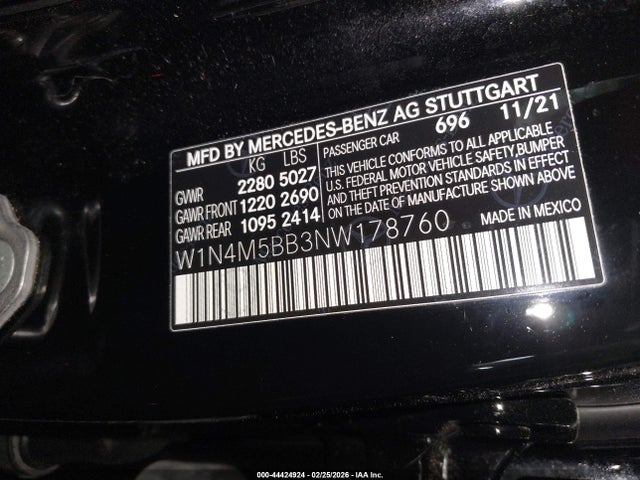 MFD BY MERCEDES-BENZ AG STUTTGART
KG LBS
GVWR 2280 5027
GAWR FRONT 1220 2690
GAWR REAR 1095 2414
PASSENGER CAR 696 11/21
THIS VEHICLE CONFORMS TO ALL APPLICABLE
U.S. FEDERAL MOTOR VEHICLE SAFETY,BUMPER
AND THEFT PREVENTION STANDARDS IN EFFECT
ON THE DATE OF MANUFACTURE SHOWN ABOVE
W1N4M5BB3NW178760 MADE IN MEXICO
000-44424924 - 02/25/2026 - IAA Inc.